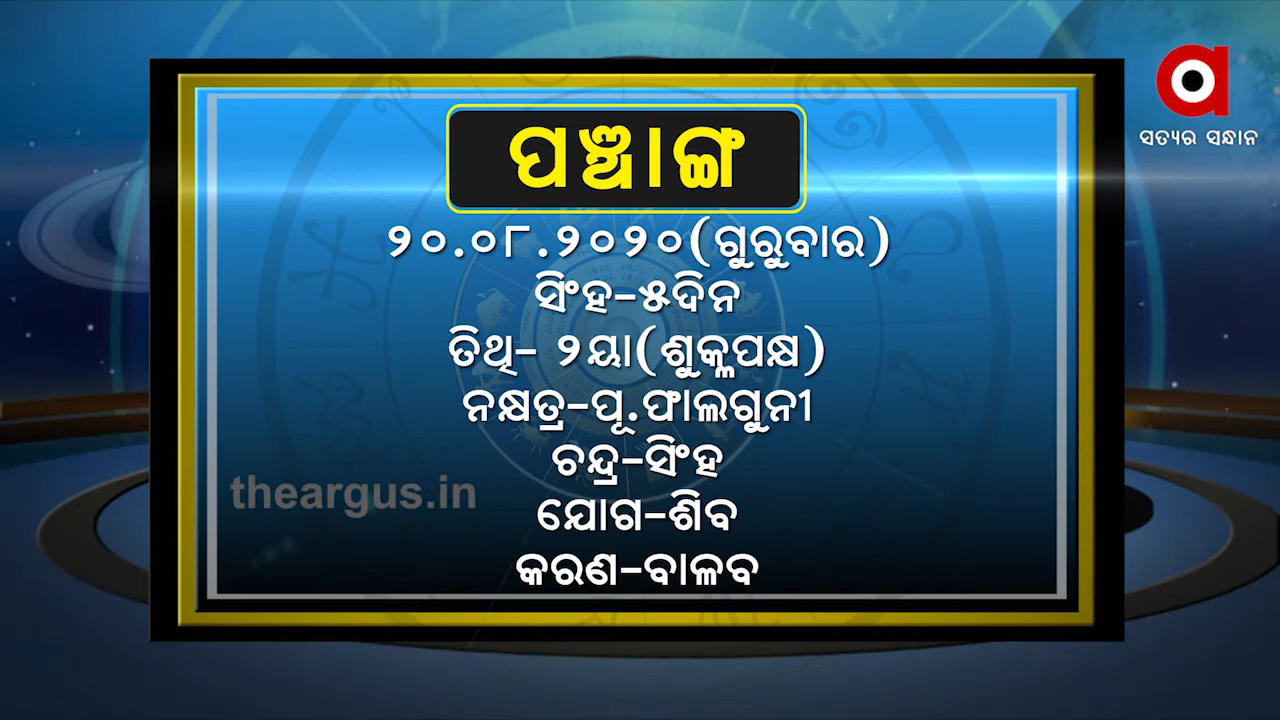 ପଞ୍ଚାଙ୍ଗ
ସତ୍ୟର ସନ୍ଧାନ
୨୦.୦୮.୨୦୨୦(ଗୁରୁବାର)
ସିଂହ-୫ଦିନ
ତିଥି- ୨ୟା(ଶୁକ୍ଳପକ୍ଷ)
ନକ୍ଷତ୍ର-ପୂ.ଫାଲଗୁନୀ
ଚନ୍ଦ୍ର-ସିଂହ
theargus.in
ଯୋଗ-ଶିବ
କରଣ-ବାଳବ